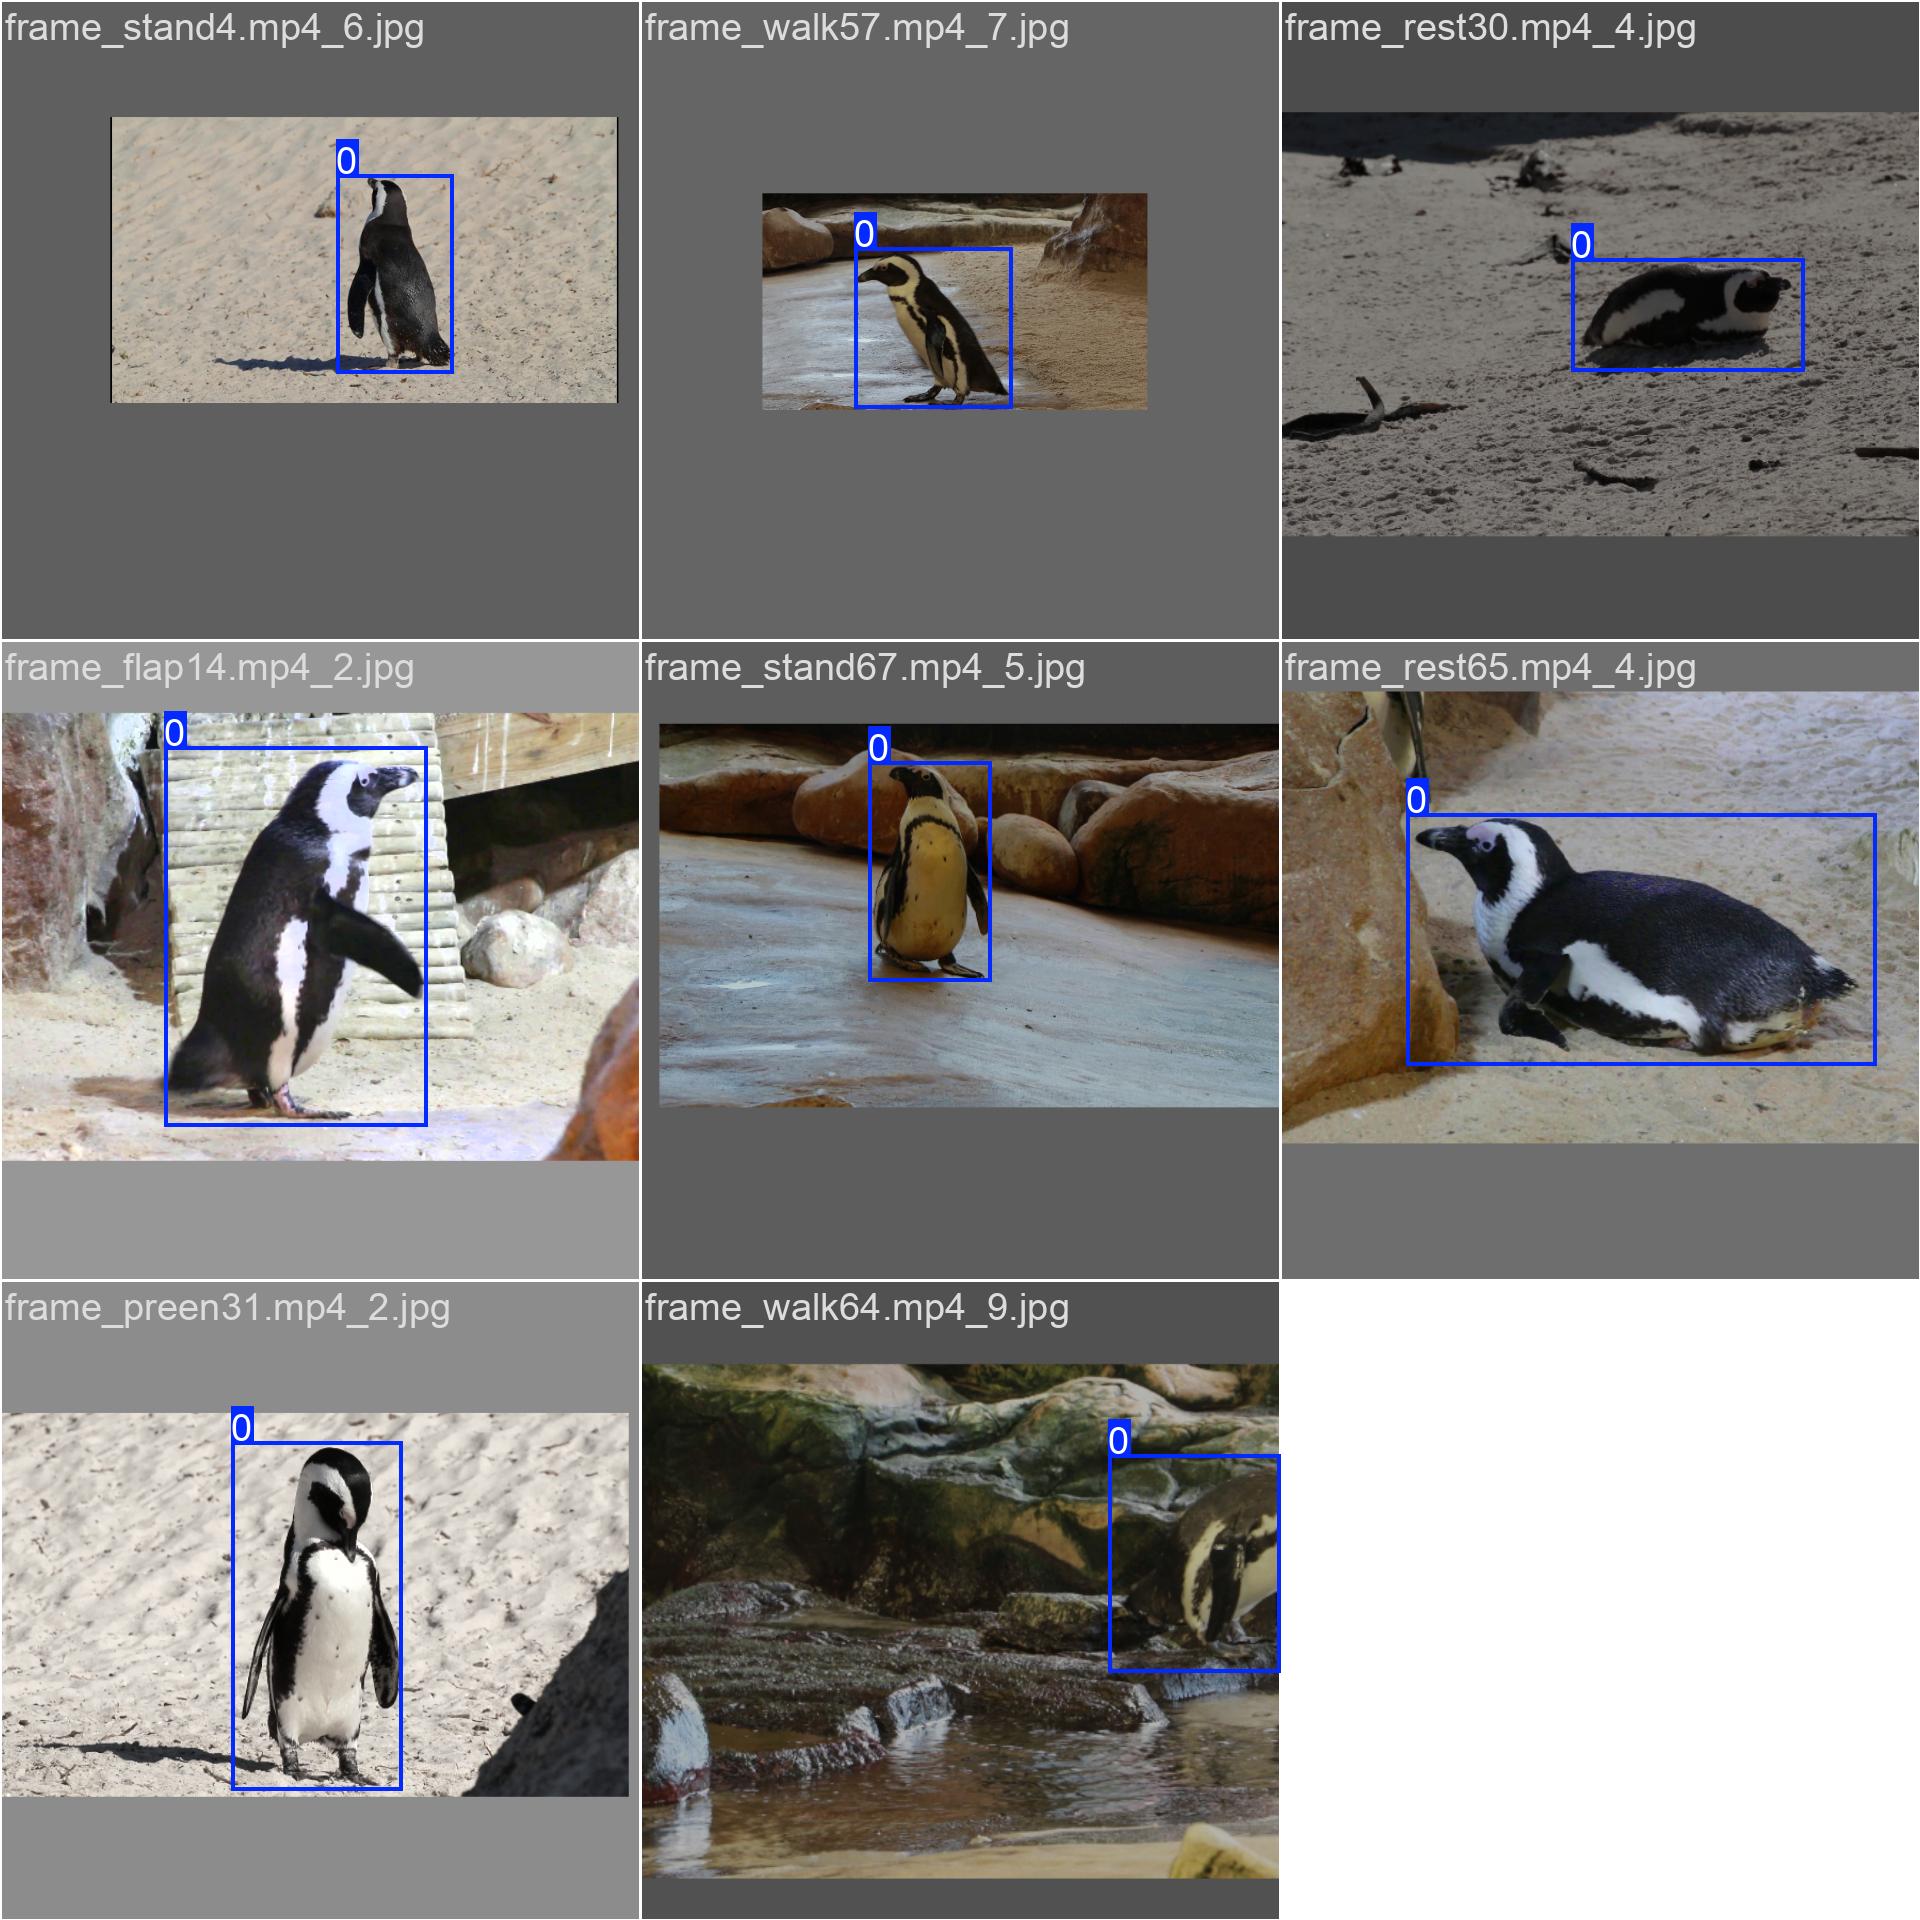 frame_stand4.mp4_6.jpg
frame_walk57.mp4_7.jpg
frame_rest30.mp4_4.jpg
0
0
0
frame_flap14.mp4_2.jpg
frame_stand67.mp4_5.jpg
frame_rest65.mp4_4.jpg
0
0
0
frame_preen31.mp4_2.jpg
frame_walk64.mp4_9.jpg
0
0